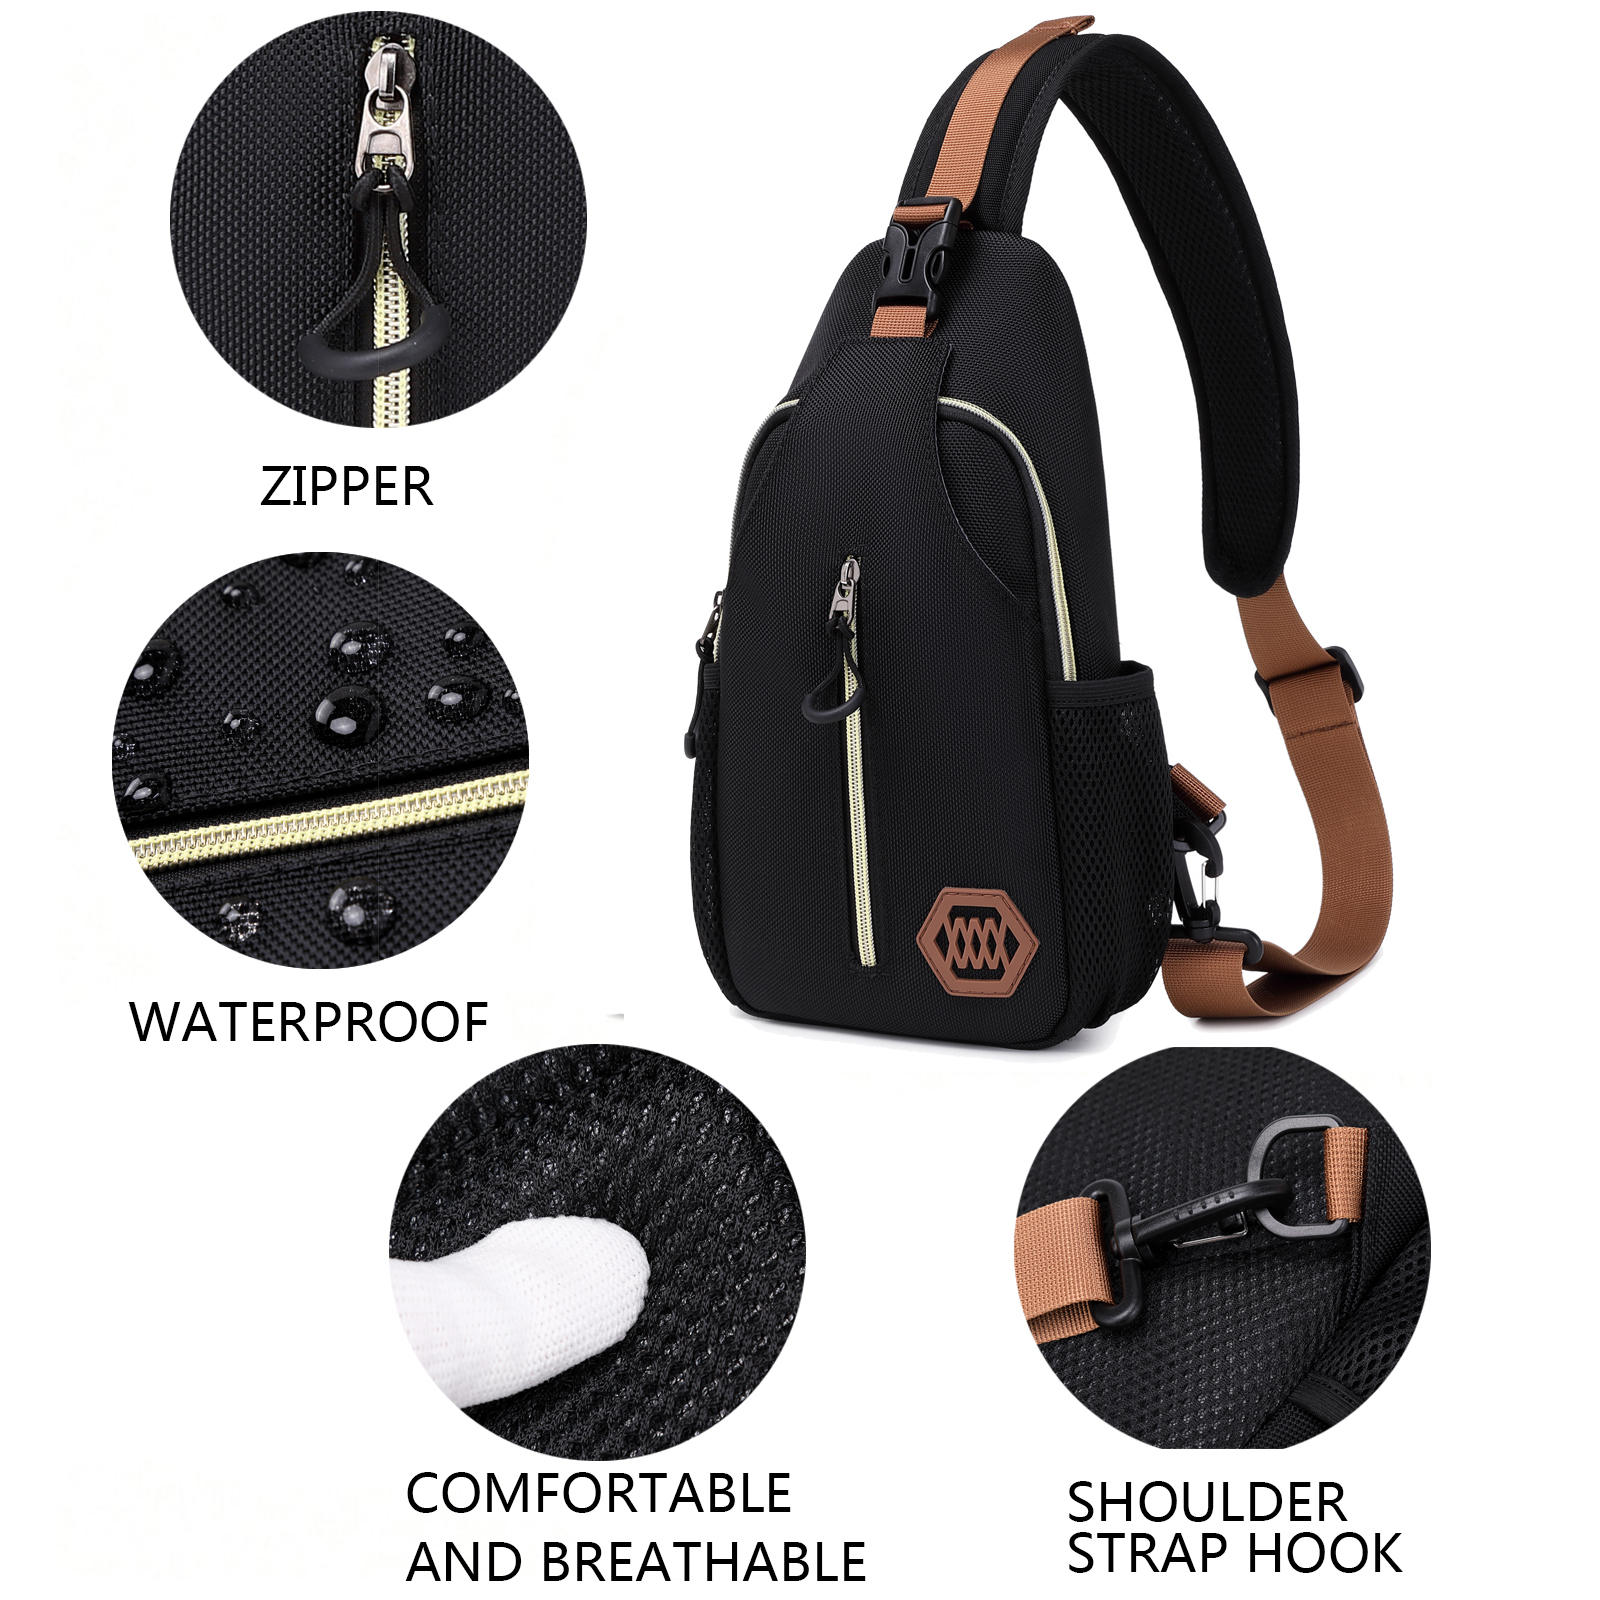 ZIPPER
WATERPROOF
COMFORTABLE
AND BREATHABLE
SHOULDER
STRAP HOOK